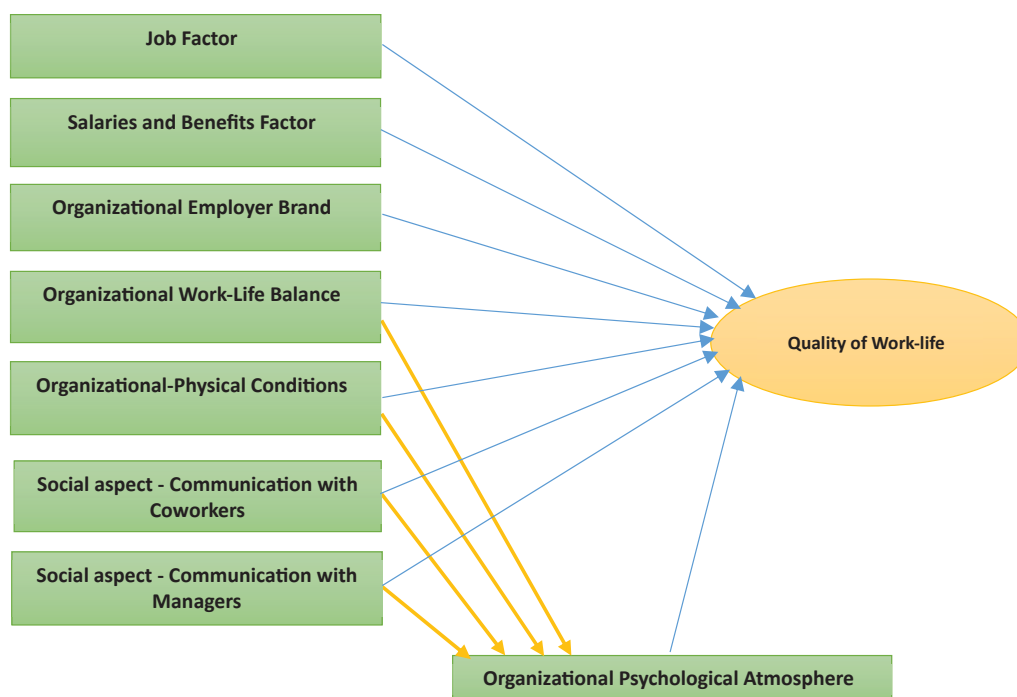 Job Factor
Salaries and Benefits Factor
Organizational Employer Brand
Organizational Work-Life Balance
Quality of Work-life
Organizational-Physical Conditions
Social aspect - Communication with
Coworkers
Social aspect - Communication with
Managers
Organizational Psychological Atmosphere